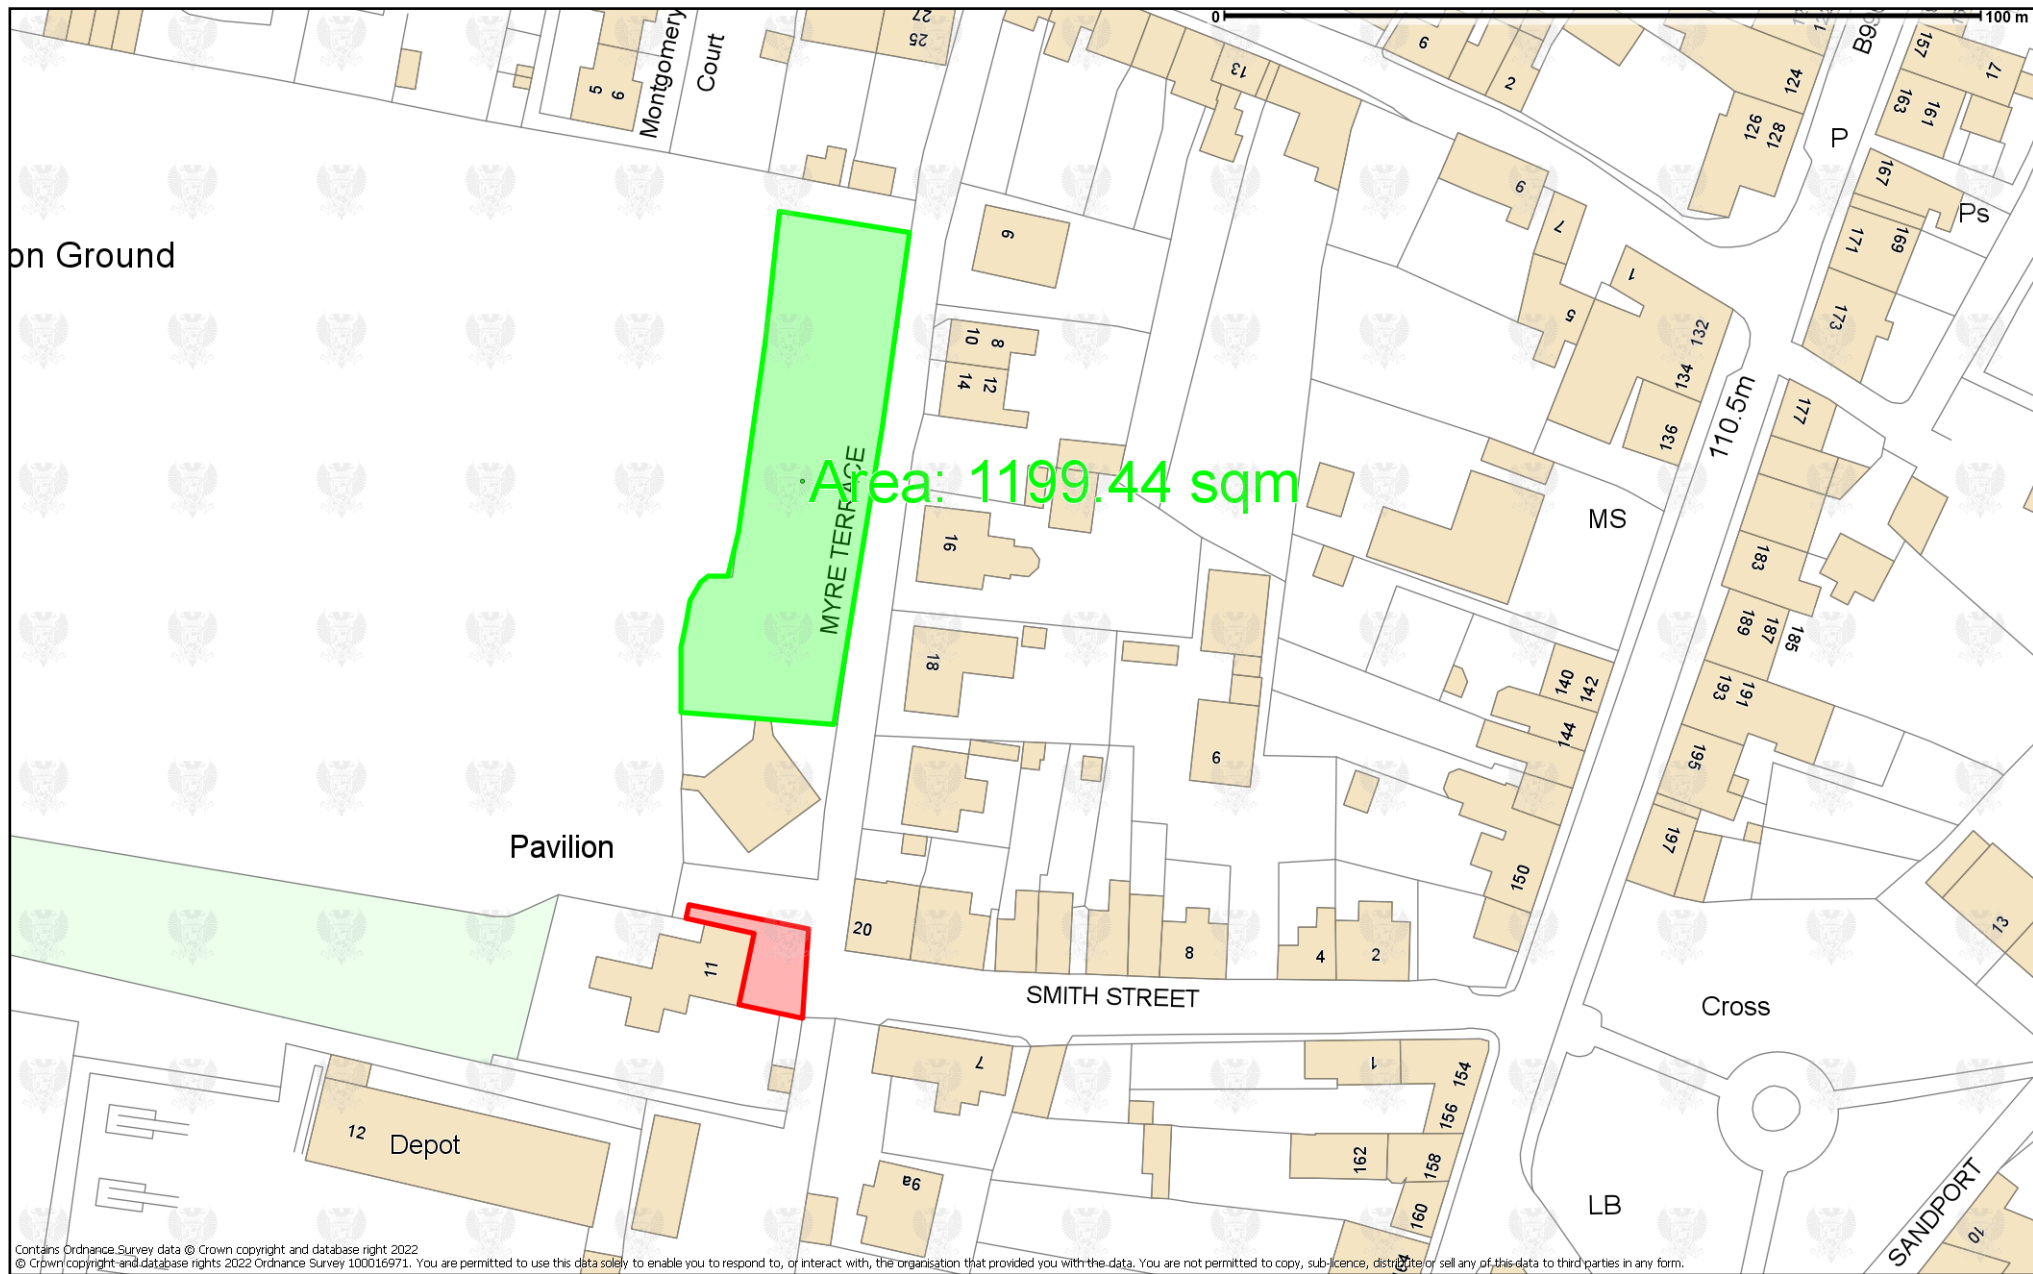 0 100 m
27
25
Montgomery
Court
5 6
13
9
2
124
126
128
B99
P
157
17
163
161
167
Ps
171
169
173
on Ground
6
9
7
1
5
132
134
136
110.5m
177
10 8
14 12
MYRE TERRACE
Area: 1199.44 sqm
16
MS
183
189
187
185
18
140
142
144
193
191
195
6
197
Pavilion
150
13
20
8
4
2
11
SMITH STREET
Cross
7
1
154
156
12
Depot
162
158
9a
160
164
LB
SANDPORT
10
Contains Ordnance Survey data © Crown copyright and database right 2022
© Crown copyright and database rights 2022 Ordnance Survey 100016971. You are permitted to use this data solely to enable you to respond to, or interact with, the organisation that provided you with the data. You are not permitted to copy, sub-licence, distribute or sell any of this data to third parties in any form.